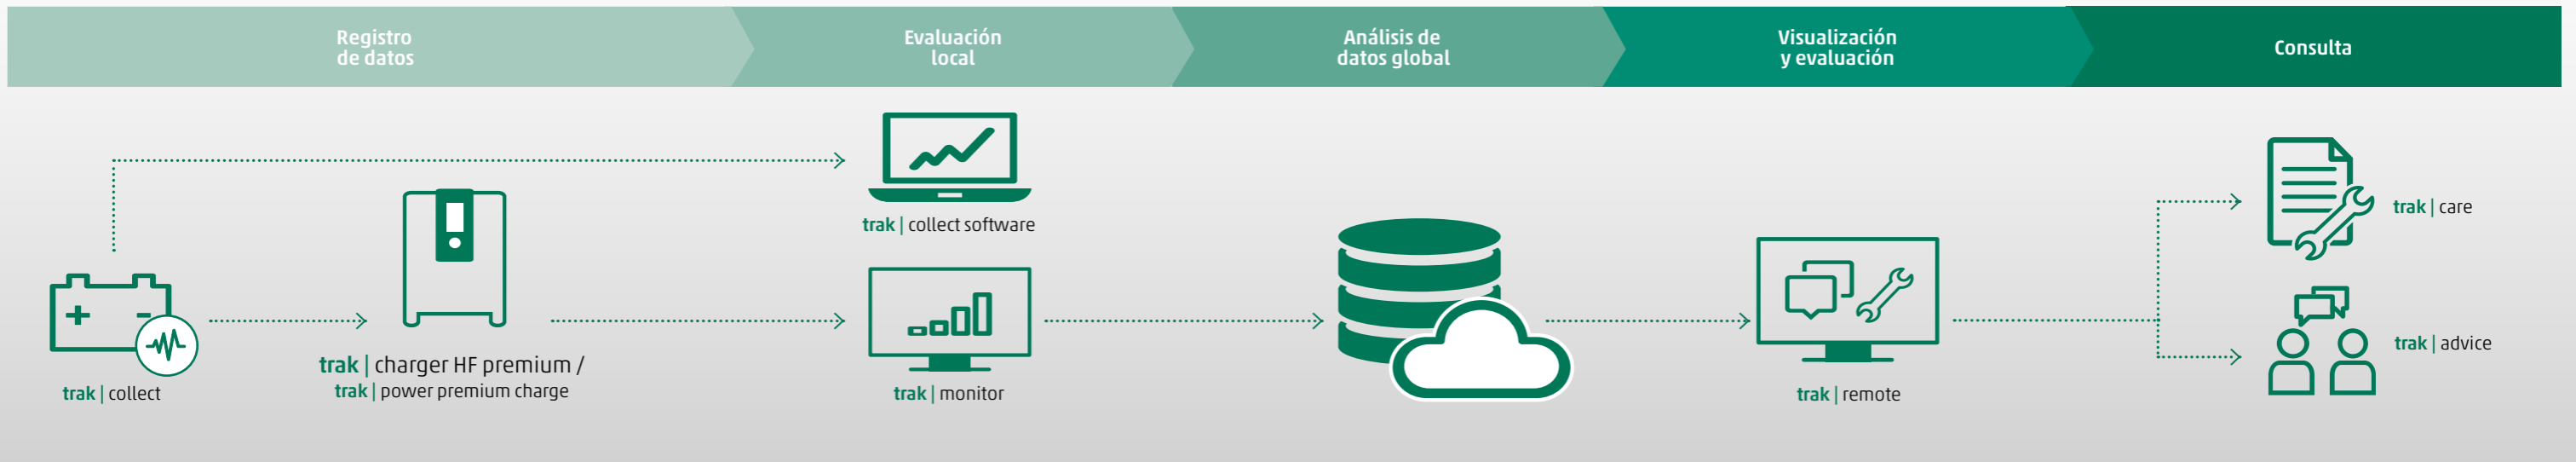 Registro
de datos
Evaluación
local
Análisis de
datos global
Visualización
y evaluación
Consulta
trak | collect
trak | charger HF premium /
trak | power premium charge
trak | collect software
trak | monitor
trak | remote
trak | care
trak | advice